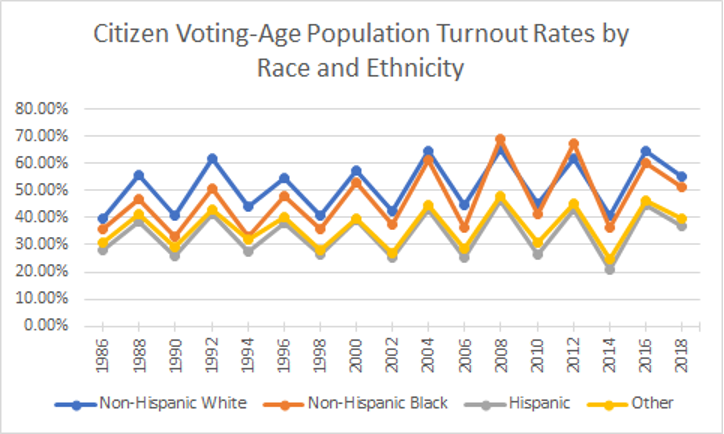 Citizen Voting-Age Population Turnout Rates by
Race and Ethnicity
80.00%
70.00%
60.00%
50.00%
40.00%
30.00%
20.00%
10.00%
0.00%
1986 1988 1990 1992 1994 1996 1998 2000 2002 2004 2006 2008 2010 2012 2014 2016 2018
Non-Hispanic White Non-Hispanic Black Hispanic Other